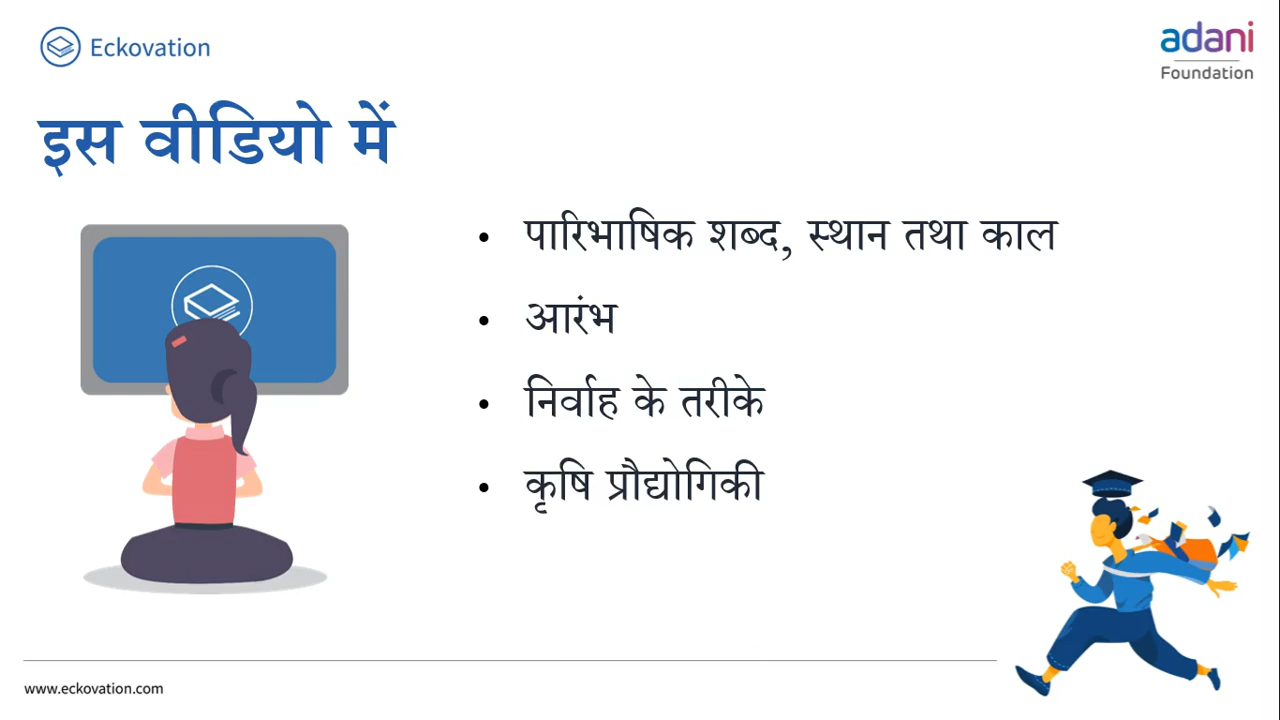 Eckovation
adani
Foundation
इस वीडियो में
• पारिभाषिक शब्द, स्थान तथा काल
• आरंभ
• निर्वाह के तरीके
• कृषि प्रौद्योगिकी
www.eckovation.com